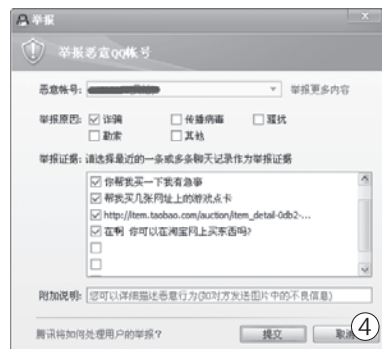 举报
举报恶意QQ帐号
恶意帐号:
举报更多内容
举报原因: 诈骗 传播病毒 骚扰
勒索 其他
举报证据: 请选择最近的一条或多条聊天记录作为举报证据
你帮我买一下我有急事
帮我买几张网址上的游戏点卡
http://item.taobao.com/auction/item_detail-0db2-...
在啊 你可以在淘宝网上买东西吗?
附加说明: 您可以详细描述恶意行为(如对方发送图片中的不良信息)
腾讯将如何处理用户的举报? 提交 取消
④